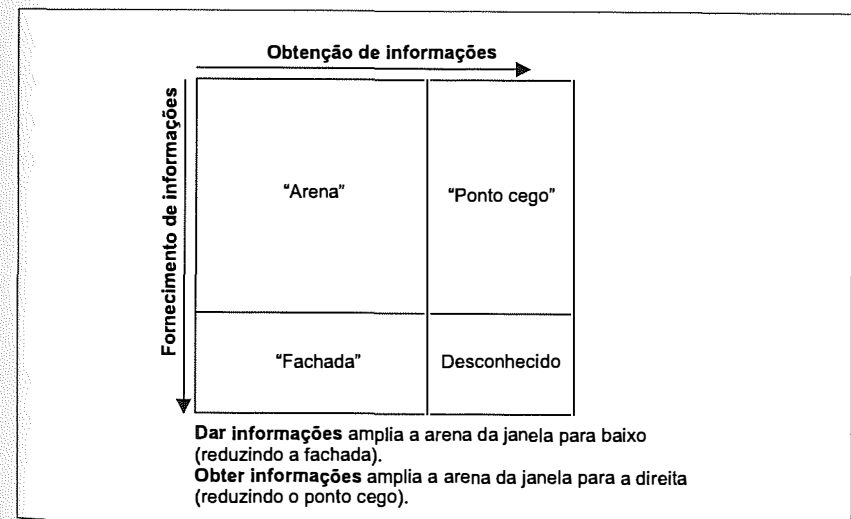 Obtenção de informações
Fornecimento de informações
"Arena"
"Ponto cego"
"Fachada"
Desconhecido
Dar informações amplia a arena da janela para baixo
(reduzindo a fachada).
Obter informações amplia a arena da janela para a direita
(reduzindo o ponto cego).